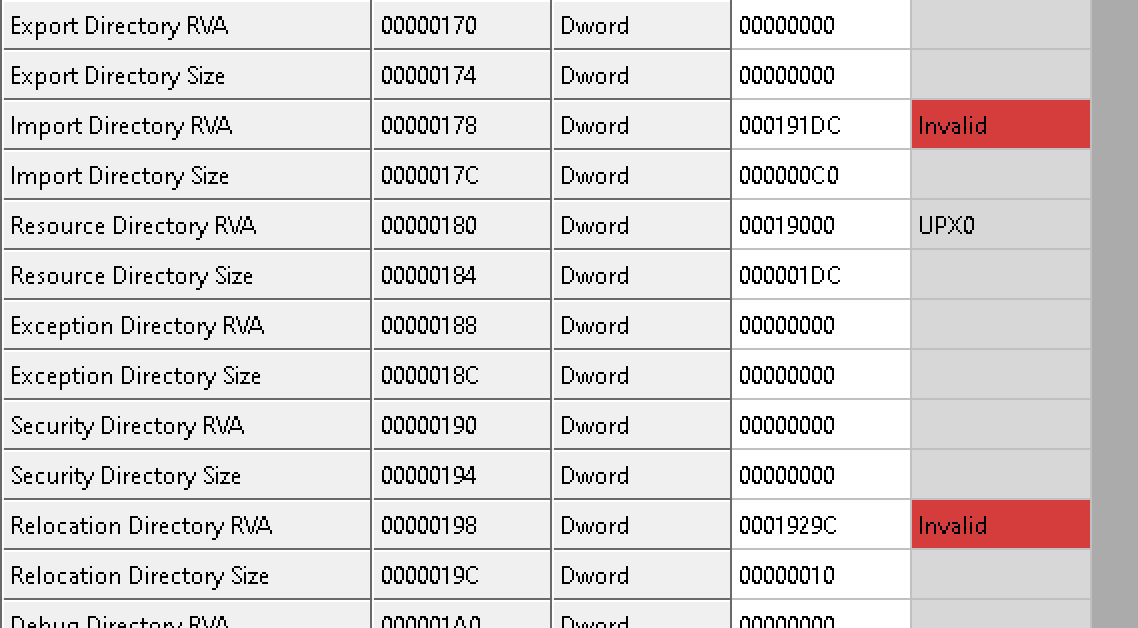 Export Directory RVA 00000170 Dword 00000000
Export Directory Size 00000174 Dword 00000000
Import Directory RVA 00000178 Dword 000191DC Invalid
Import Directory Size 0000017C Dword 000000C0
Resource Directory RVA 00000180 Dword 00019000 UPX0
Resource Directory Size 00000184 Dword 000001DC
Exception Directory RVA 00000188 Dword 00000000
Exception Directory Size 0000018C Dword 00000000
Security Directory RVA 00000190 Dword 00000000
Security Directory Size 00000194 Dword 00000000
Relocation Directory RVA 00000198 Dword 0001929C Invalid
Relocation Directory Size 0000019C Dword 00000010
Debug Directory RVA 000001A0 Dword 00000000